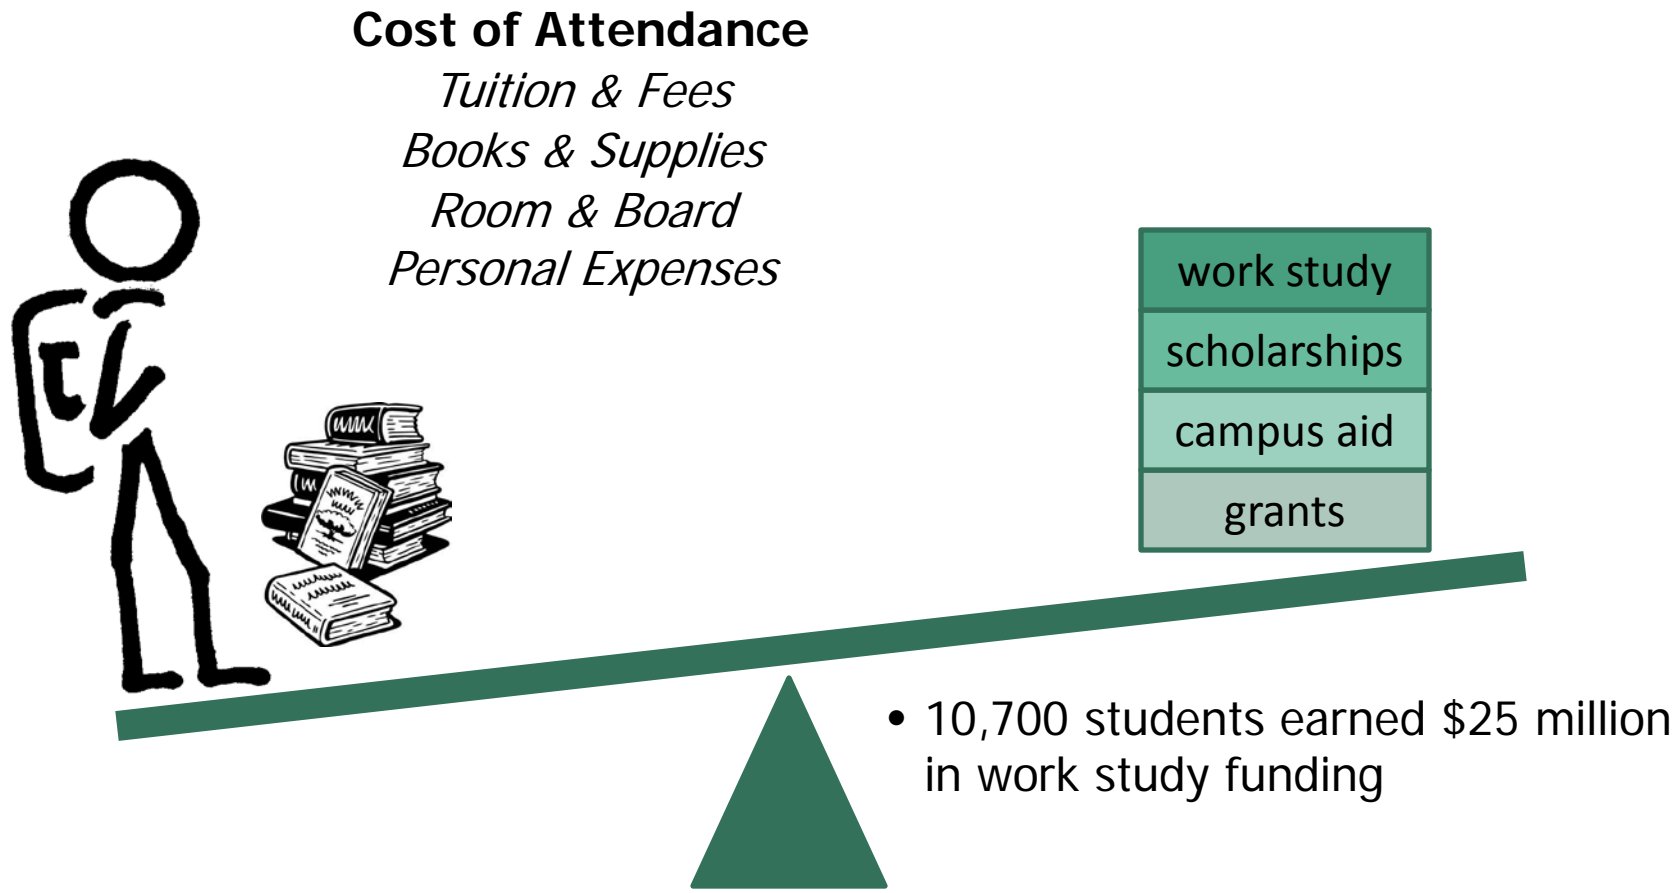 Cost of Attendance
Tuition & Fees
Books & Supplies
Room & Board
Personal Expenses
work study
scholarships
campus aid
grants
• 10,700 students earned $25 million
in work study funding